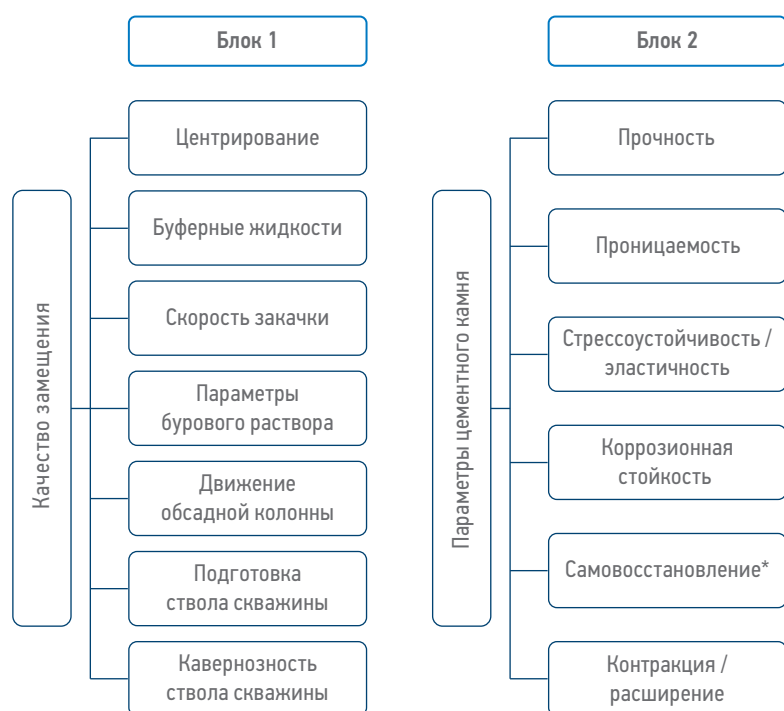 Блок 1
Качество замещения
Центрирование
Буферные жидкости
Скорость закачки
Параметры
бурового раствора
Движение
обсадной колонны
Подготовка
ствола скважины
Кавернозность
ствола скважины
Блок 2
Параметры цементного камня
Прочность
Проницаемость
Стрессоустойчивость /
эластичность
Коррозионная
стойкость
Самовосстановление*
Контракция /
расширение